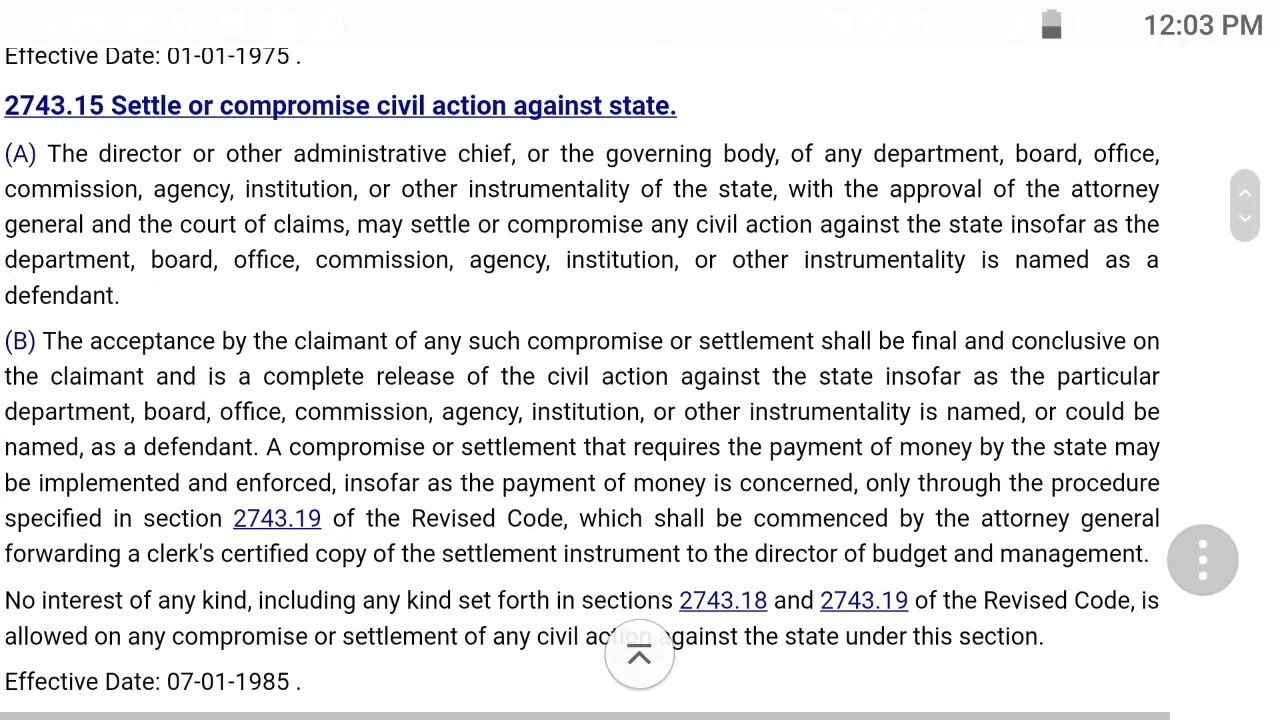 12:03 PM
Effective Date: 01-01-1975 .
2743.15 Settle or compromise civil action against state.
(A) The director or other administrative chief, or the governing body, of any department, board, office,
commission, agency, institution, or other instrumentality of the state, with the approval of the attorney
general and the court of claims, may settle or compromise any civil action against the state insofar as the
department, board, office, commission, agency, institution, or other instrumentality is named as a
defendant.
(B) The acceptance by the claimant of any such compromise or settlement shall be final and conclusive on
the claimant and is a complete release of the civil action against the state insofar as the particular
department, board, office, commission, agency, institution, or other instrumentality is named, or could be
named, as a defendant. A compromise or settlement that requires the payment of money by the state may
be implemented and enforced, insofar as the payment of money is concerned, only through the procedure
specified in section 2743.19 of the Revised Code, which shall be commenced by the attorney general
forwarding a clerk's certified copy of the settlement instrument to the director of budget and management.
No interest of any kind, including any kind set forth in sections 2743.18 and 2743.19 of the Revised Code, is
allowed on any compromise or settlement of any civil action against the state under this section.
Effective Date: 07-01-1985 .